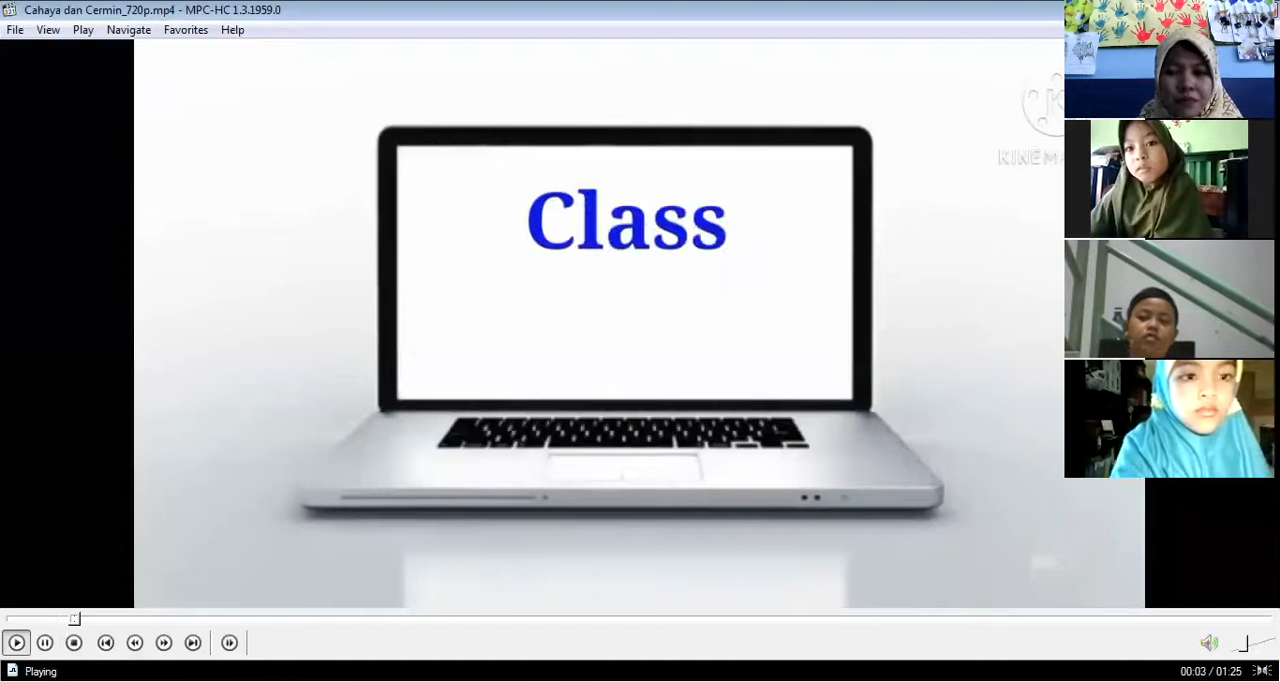 Cahaya dan Cermin_720p.mp4 - MPC-HC 1.3.1959.0
File View Play Navigate Favorites Help
KINEMA
Class
Playing
00:03 / 01:25